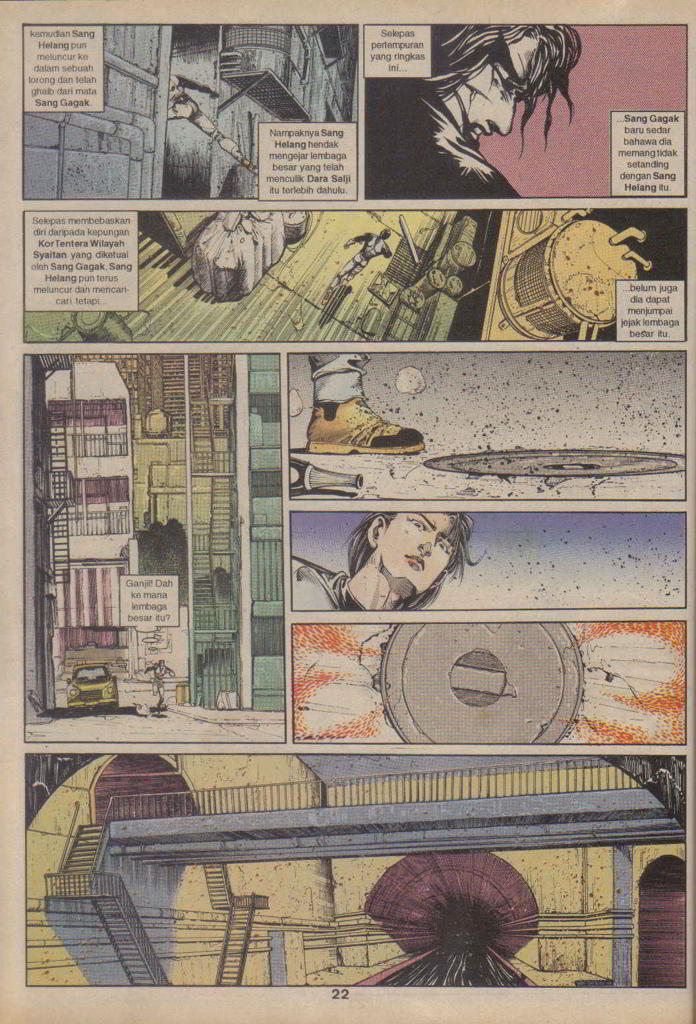 kemudian Sang
Helang pun
meluncur ke
dalam sebuah
lorong dan telah
ghaib dari mata
Sang Gagak.
Nampaknya Sang
Helang hendak
mengejar lembaga
besar yang telah
menculik Dara Salji
itu terlebih dahulu.
Selepas
pertempuran
yang ringkas
ini...
...Sang Gagak
baru sedar
bahawa dia
memang tidak
setanding
dengan Sang
Helang itu.
Selepas membebaskan
diri daripada kepungan
Kor Tentera Wilayah
Syaitan yang diketuai
oleh Sang Gagak, Sang
Helang pun terus
meluncur dan mencari-
cari tetapi...
...belum juga
dia dapat
menjumpai
jejak lembaga
besar itu.
Ganjil! Dah
ke mana
lembaga
besar itu?
22